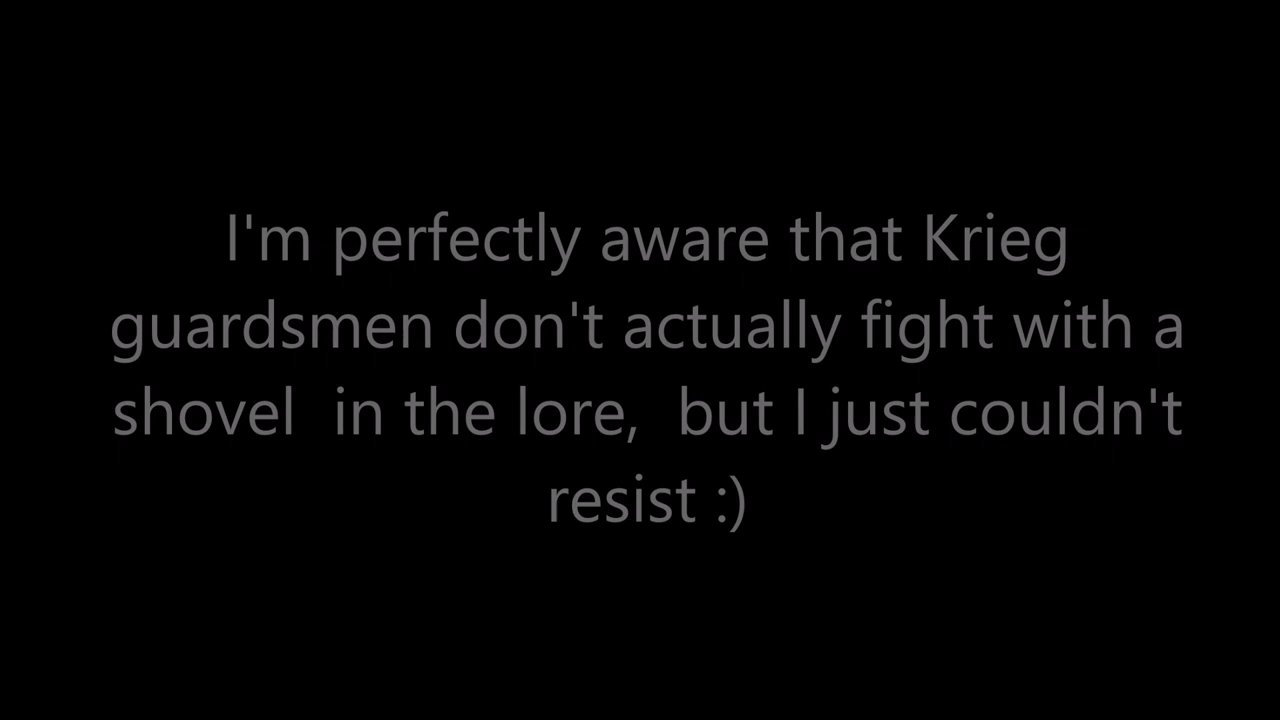 I'm perfectly aware that Krieg
guardsmen don't actually fight with a
shovel  in the lore,  but I just couldn't
resist :)